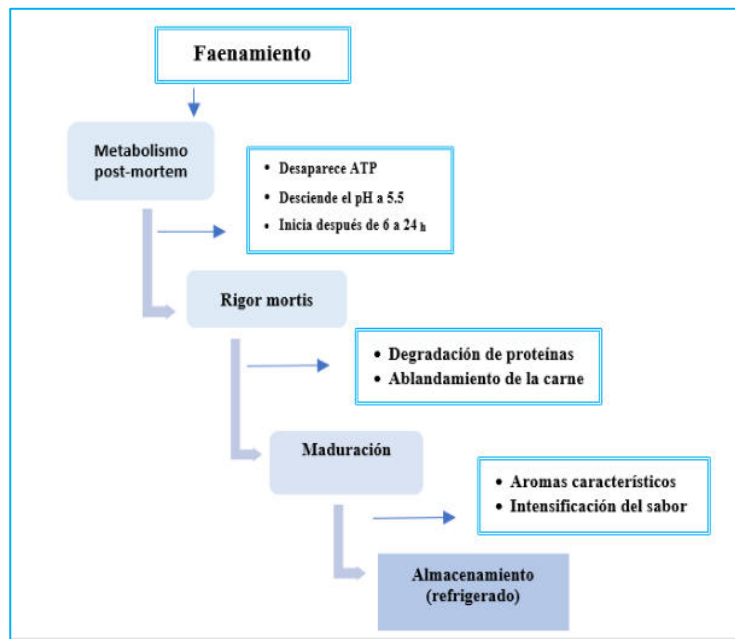 Faenamiento
Metabolismo
post-mortem
• Desaparece ATP
• Desciende el pH a 5.5
• Inicia después de 6 a 24 h
Rigor mortis
• Degradación de proteínas
• Ablandamiento de la carne
Maduración
• Aromas característicos
• Intensificación del sabor
Almacenamiento
(refrigerado)